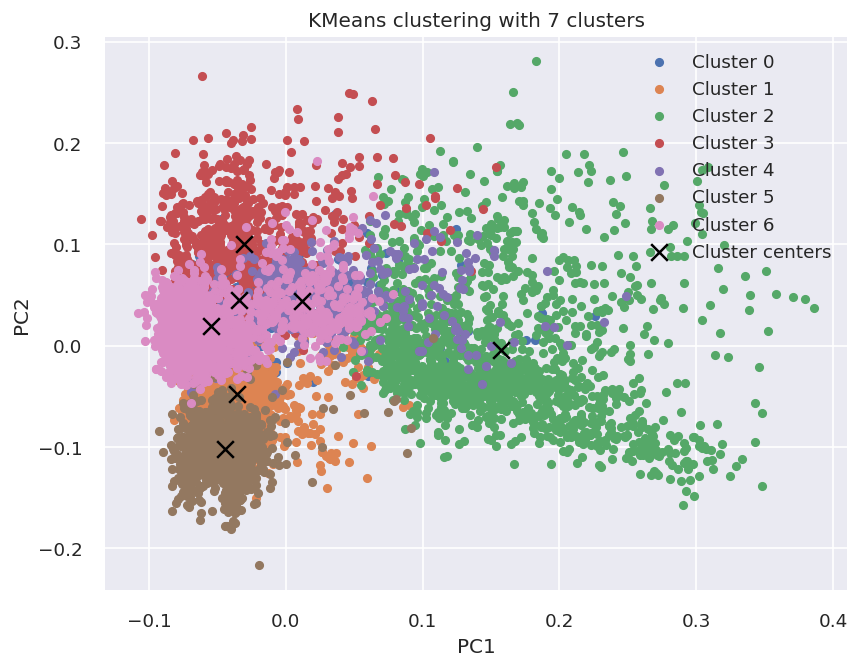 KMeans clustering with 7 clusters
0.3
0.2
0.1
0.0
−0.1
−0.2
PC2
Cluster 0
Cluster 1
Cluster 2
Cluster 3
Cluster 4
Cluster 5
Cluster 6
Cluster centers
−0.1
0.0
0.1
0.2
0.3
0.4
PC1